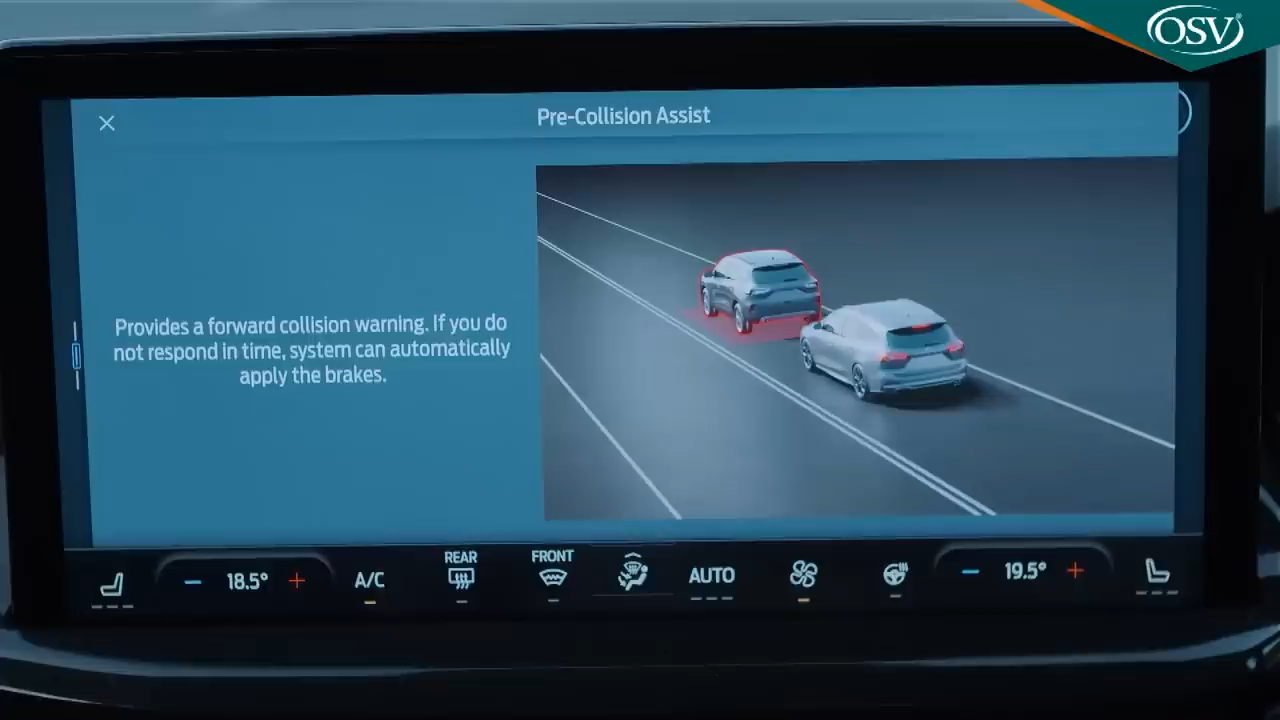 OSV
Pre-Collision Assist
Provides a forward collision warning. If you do
not respond in time, system can automatically
apply the brakes.
18.5°
A/C
REAR
FRONT
AUTO
19.5°